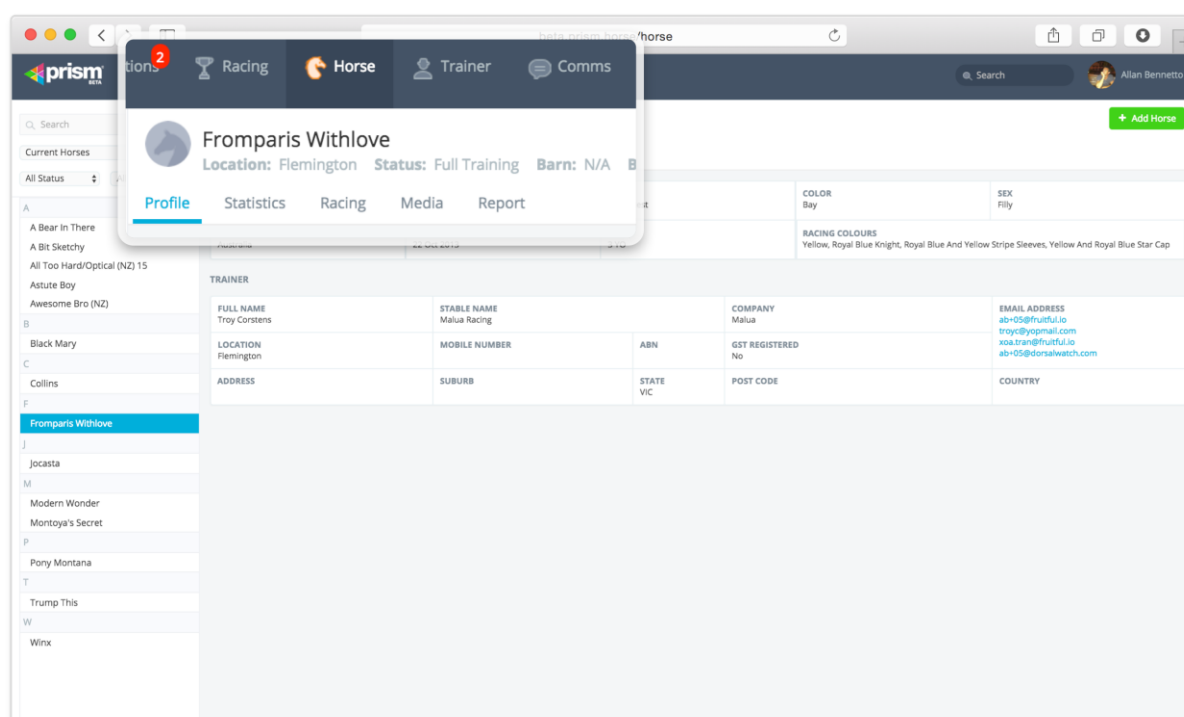 beta.prism.horse/horse
prism
BETA
tions
2
Racing
Horse
Trainer
Comms
Search
Allan Bennetto
+ Add Horse
Fromparis Withlove
Location: Flemington Status: Full Training Barn: N/A B
Profile Statistics Racing Media Report
Search
Current Horses
All Status
A
A Bear In There
A Bit Sketchy
All Too Hard/Optical (NZ) 15
Astute Boy
Awesome Bro (NZ)
B
Black Mary
C
Collins
F
Fromparis Withlove
J
Jocasta
M
Modern Wonder
Montoya's Secret
P
Pony Montana
T
Trump This
W
Winx
COLOR
Bay
SEX
Filly
RACING COLOURS
Yellow, Royal Blue Knight, Royal Blue And Yellow Stripe Sleeves, Yellow And Royal Blue Star Cap
Australia
TRAINER
FULL NAME
Troy Corstens
STABLE NAME
Malua Racing
COMPANY
Malua
EMAIL ADDRESS
ab+05@fruitful.io
troyc@yopmail.com
xoa.tran@fruitful.io
ab+05@dorsalwatch.com
LOCATION
Flemington
MOBILE NUMBER
ABN
GST REGISTERED
No
ADDRESS
SUBURB
STATE
VIC
POST CODE
COUNTRY